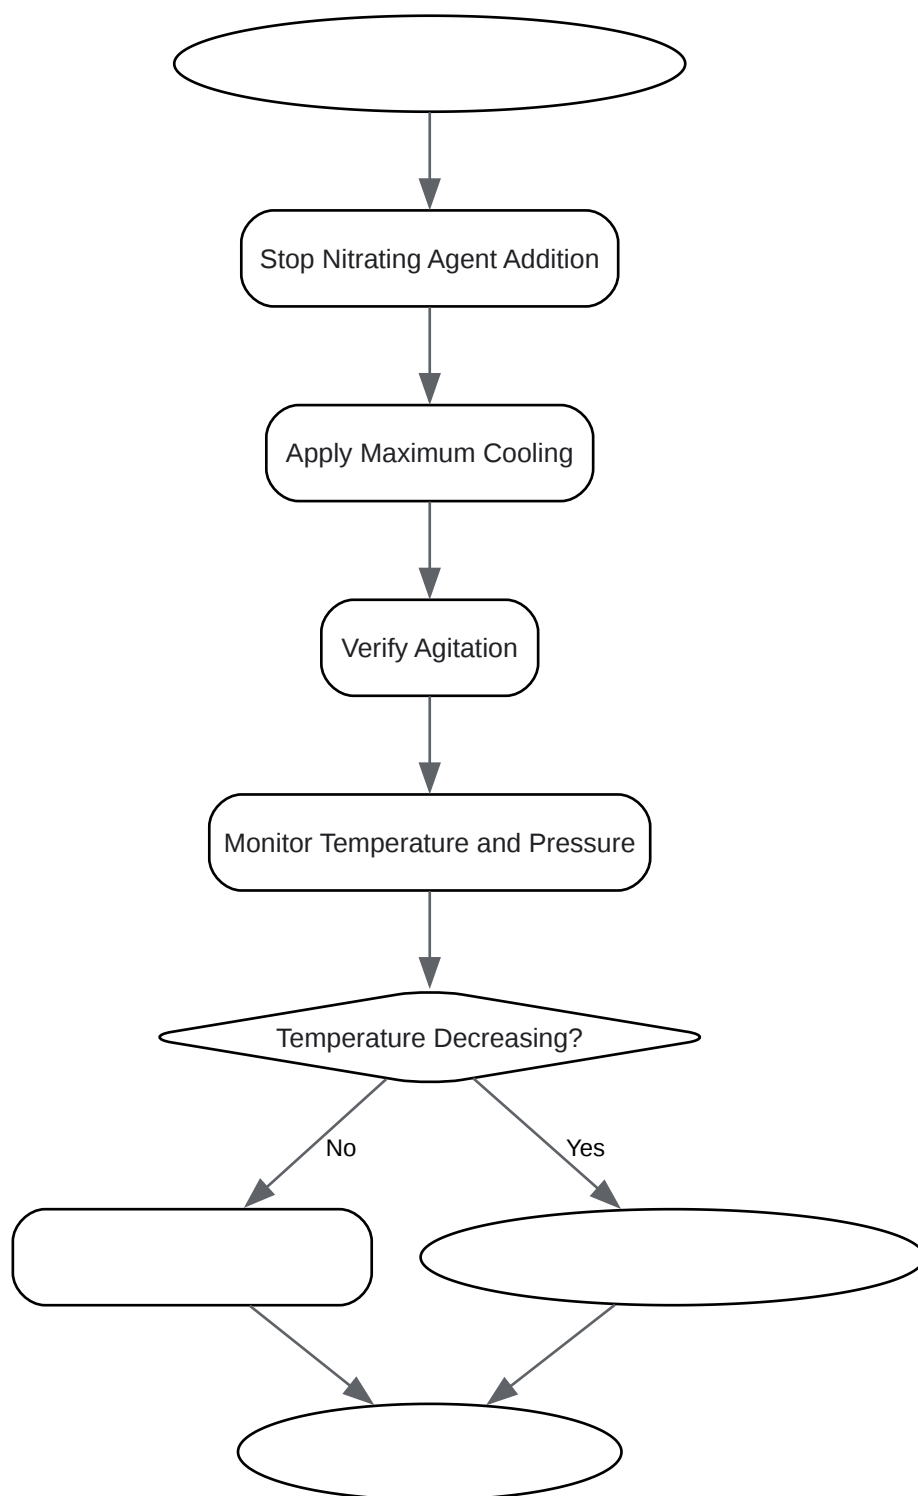 Stop Nitrating Agent Addition
Apply Maximum Cooling
Verify Agitation
Monitor Temperature and Pressure
Temperature Decreasing?
No
Yes